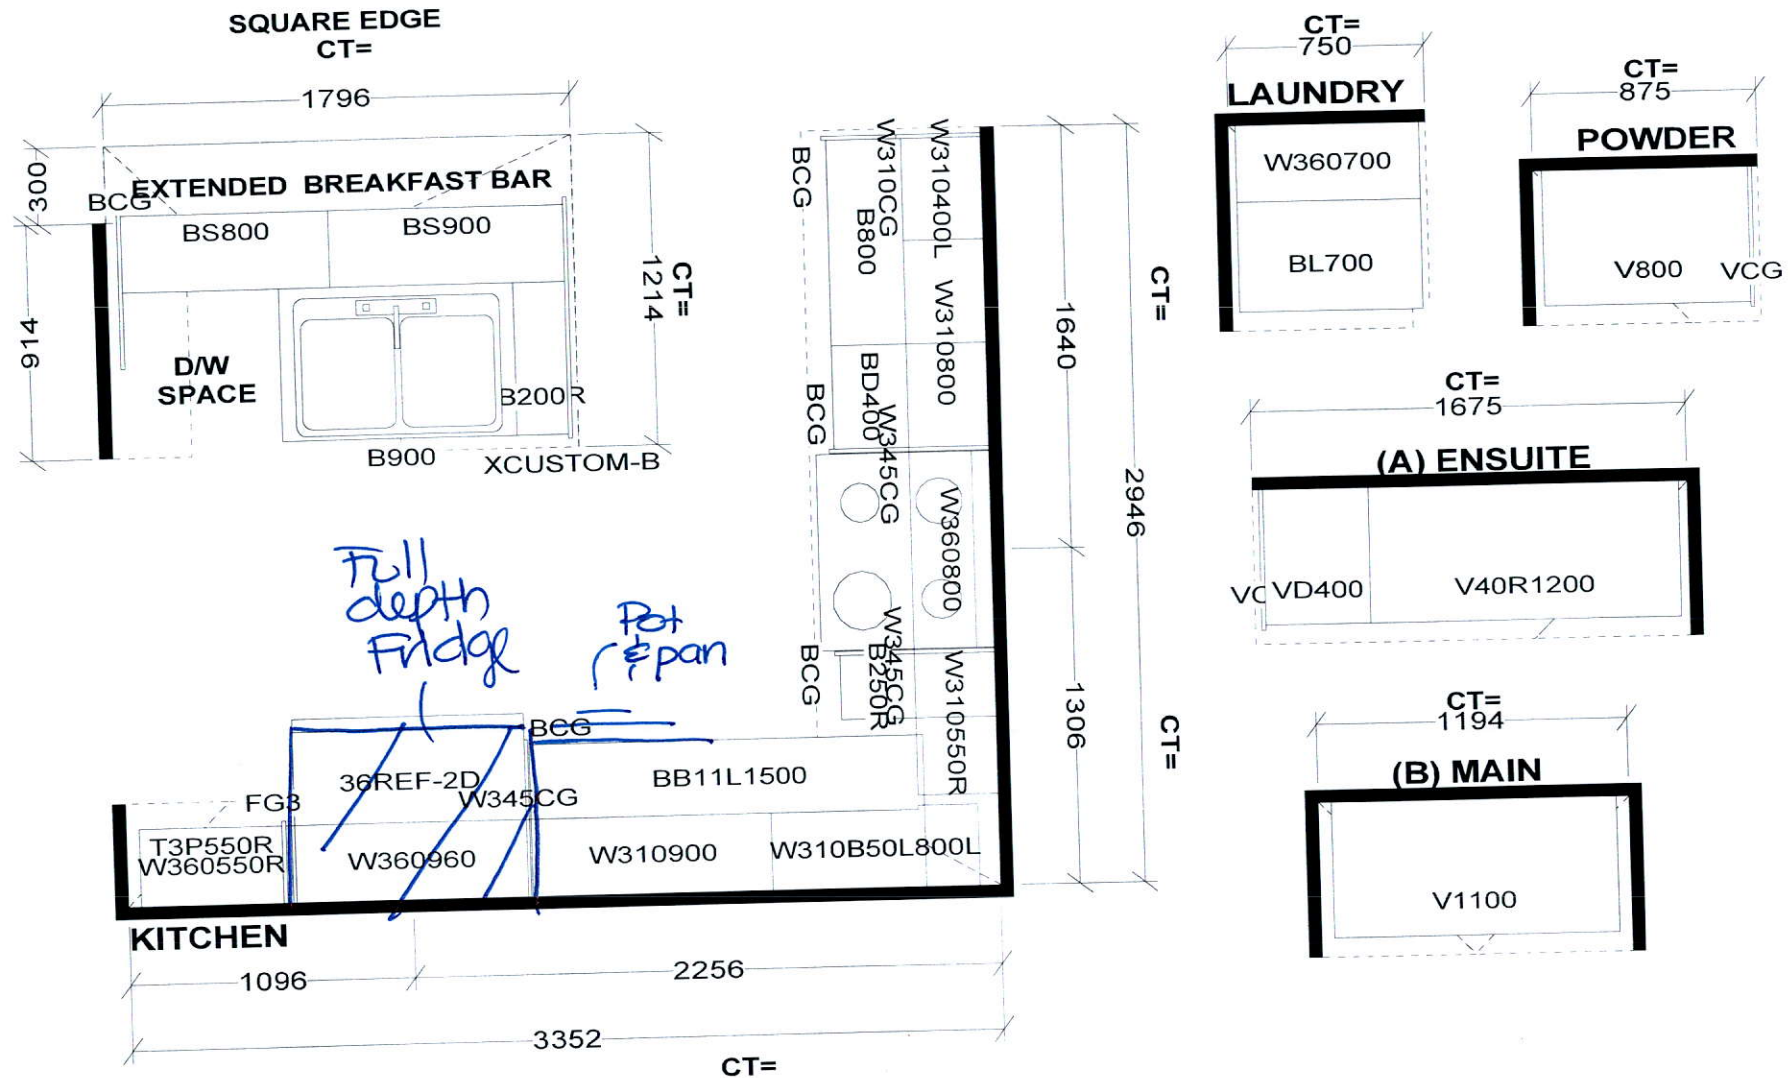 SQUARE EDGE
CT=
1796
300
EXTENDED BREAKFAST BAR
BCG
BS800
BS900
914
1214
CT=
D/W
SPACE
B200R
B900
XCUSTOM-B
BCG
W310CG
W310400L
B800
W310800
BD400
BCG
W345CG
W360800
BCG
W345CG
B250R
W310550R
1640
2946
1306
CT=
CT=
Full
depth
Fridge
Pot
& pan
BCG
36REF-2D
BB11L1500
FG3
W345CG
T3P550R
W360550R
W360960
W310900
W310B50L800L
KITCHEN
1096
2256
3352
CT=
CT=
750
LAUNDRY
W360700
BL700
CT=
875
POWDER
V800
VCG
CT=
1675
(A) ENSUITE
VC
VD400
V40R1200
CT=
1194
(B) MAIN
V1100